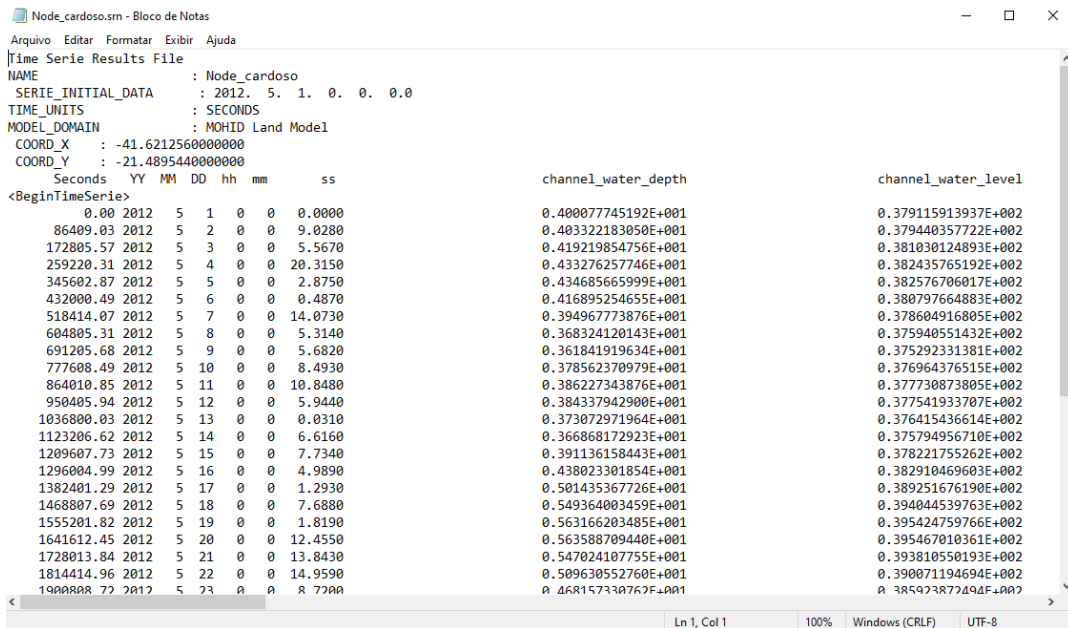 Node_cardoso.srn - Bloco de Notas
Arquivo Editar Formatar Exibir Ajuda
Time Serie Results File
NAME : Node_cardoso
SERIE_INITIAL_DATA : 2012. 5. 1. 0. 0. 0.0
TIME_UNITS : SECONDS
MODEL_DOMAIN : MOHID Land Model
COORD_X : -41.6212560000000
COORD_Y : -21.4895440000000
Seconds YY MM DD hh mm ss channel_water_depth channel_water_level
<BeginTimeSerie>
0.00 2012 5 1 0 0 0.0000 0.400077745192E+001 0.379115913937E+002
86409.03 2012 5 2 0 0 9.0280 0.403322183050E+001 0.379440357722E+002
172805.57 2012 5 3 0 0 5.5670 0.419219854756E+001 0.381030124893E+002
259220.31 2012 5 4 0 0 20.3150 0.433276257746E+001 0.382435765192E+002
345602.87 2012 5 5 0 0 2.8750 0.434685665999E+001 0.382576706017E+002
432000.49 2012 5 6 0 0 0.4870 0.416895254655E+001 0.380797664883E+002
518414.07 2012 5 7 0 0 14.0730 0.394967773876E+001 0.378604916805E+002
604805.31 2012 5 8 0 0 5.3140 0.368324120143E+001 0.375940551432E+002
691205.68 2012 5 9 0 0 5.6820 0.361841919634E+001 0.375292331381E+002
777608.49 2012 5 10 0 0 8.4930 0.378562370979E+001 0.376964376515E+002
864010.85 2012 5 11 0 0 10.8480 0.386227343876E+001 0.377730873805E+002
950405.94 2012 5 12 0 0 5.9440 0.384337942900E+001 0.377541933707E+002
1036800.03 2012 5 13 0 0 0.0310 0.373072971964E+001 0.376415436614E+002
1123206.62 2012 5 14 0 0 6.6160 0.366868172923E+001 0.375794956710E+002
1209607.73 2012 5 15 0 0 7.7340 0.391136158443E+001 0.378221755262E+002
1296004.99 2012 5 16 0 0 4.9890 0.438023301854E+001 0.382910469603E+002
1382401.29 2012 5 17 0 0 1.2930 0.501435367726E+001 0.389251676190E+002
1468807.69 2012 5 18 0 0 7.6880 0.549364003459E+001 0.394044539763E+002
1555201.82 2012 5 19 0 0 1.8190 0.563166203485E+001 0.395424759766E+002
1641612.45 2012 5 20 0 0 12.4550 0.563588709440E+001 0.395467010361E+002
1728013.84 2012 5 21 0 0 13.8430 0.547024107755E+001 0.393810550193E+002
1814414.96 2012 5 22 0 0 14.9590 0.509630552760E+001 0.390071194694E+002
1900808.72 2012 5 23 0 0 8.7200 0.468157330762E+001 0.385923872494E+002
Ln 1, Col 1 100% Windows (CRLF) UTF-8